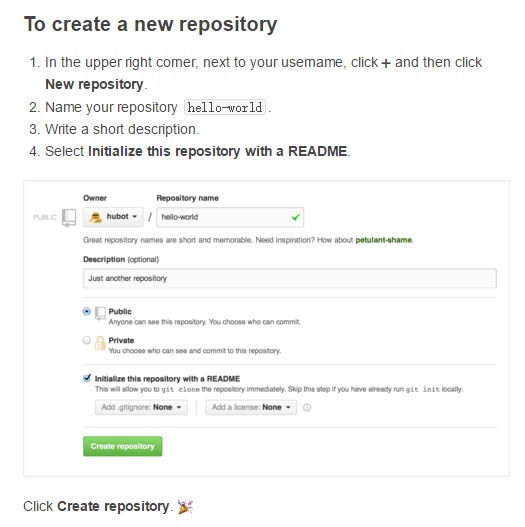 To create a new repository
1. In the upper right corner, next to your username, click + and then click
New repository.
2. Name your repository hello-world.
3. Write a short description.
4. Select Initialize this repository with a README.
Owner Repository name
PUBLIC hubot / hello-world
Great repository names are short and memorable. Need inspiration? How about petulant-shame.
Description (optional)
Just another repository
Public
Anyone can see this repository. You choose who can commit.
Private
You choose who can see and commit to this repository.
Initialize this repository with a README
This will allow you to git clone the repository immediately. Skip this step if you have already run git init locally.
Add .gitignore: None Add a license: None
Create repository
Click Create repository.